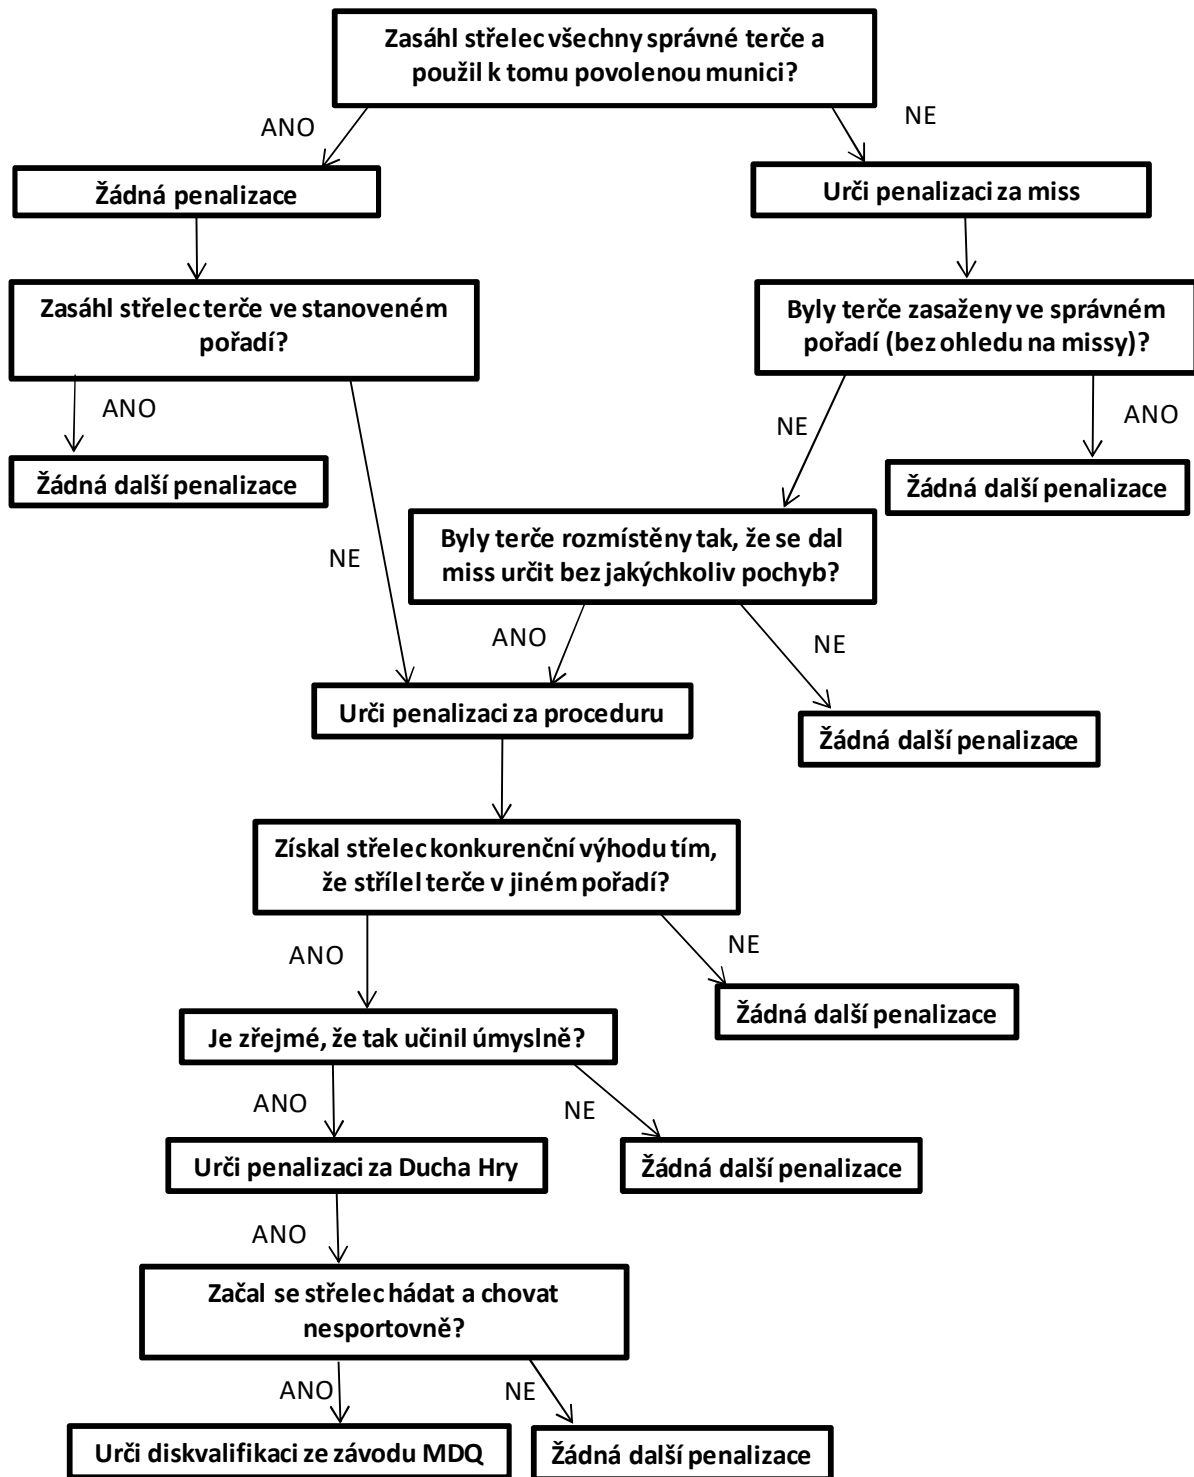 Zasáhl střelec všechny správné terče a
použil k tomu povolenou munici?
ANO
NE
Žádná penalizace
Urči penalizaci za miss
Zasáhl střelec terče ve stanoveném
pořadí?
Byly terče zasaženy ve správném
pořadí (bez ohledu na missy)?
ANO
NE
ANO
Žádná další penalizace
Žádná další penalizace
NE
Byly terče rozmístěny tak, že se dal
miss určit bez jakýchkoliv pochyb?
ANO
NE
Urči penalizaci za proceduru
Žádná další penalizace
Získal střelec konkurenční výhodu tím,
že střílel terče v jiném pořadí?
ANO
NE
Žádná další penalizace
Je zřejmé, že tak učinil úmyslně?
ANO
NE
Urči penalizaci za Ducha Hry
Žádná další penalizace
ANO
Začal se střelec hádat a chovat
nesportovně?
ANO
NE
Urči diskvalifikaci ze závodu MDQ
Žádná další penalizace